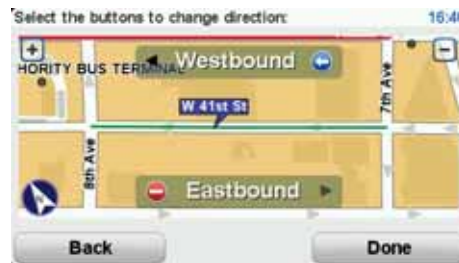 Select the buttons to change direction:
16:40
+
−
HORITY BUS TERMINAL
Westbound
W 41st St
7th Ave
8th Ave
Eastbound
Back
Done